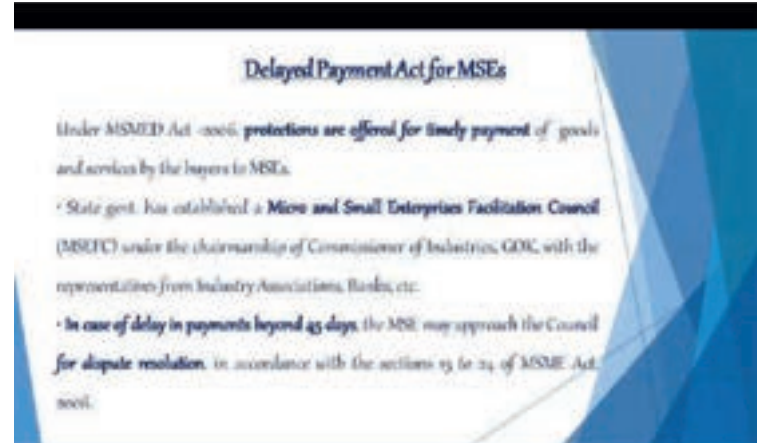 Delayed Payment Act for MSEs
Under MSMED Act -2006, protections are offered for timely payment of goods
and services by the buyers to MSEs.
• State govt. has established a Micro and Small Enterprises Facilitation Council
(MSEFC) under the chairmanship of Commissioner of Industries, GOK, with the
representatives from Industry Associations, Banks, etc.
• In case of delay in payments beyond 45 days, the MSE may approach the Council
for dispute resolution, in accordance with the sections 15 to 24 of MSME Act,
2006.